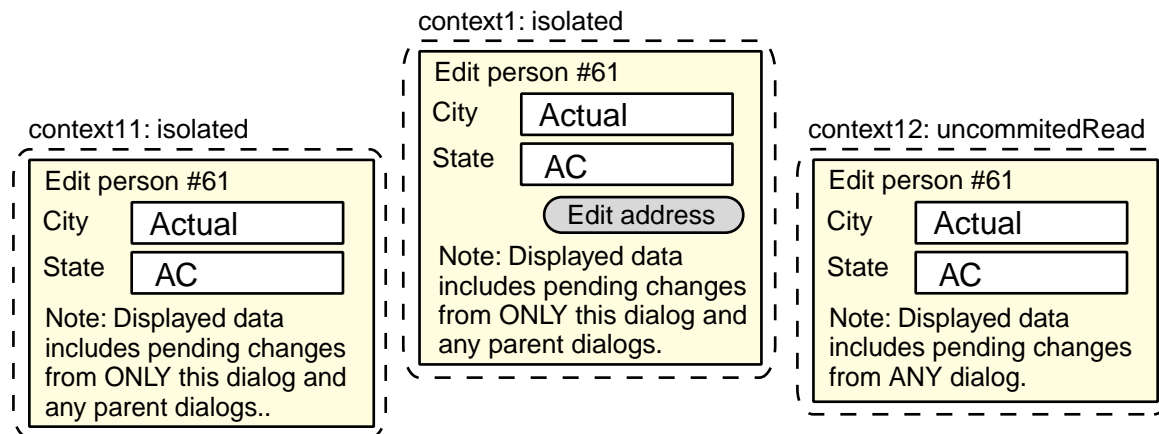 context1: isolated
Edit person #61
City
Actual
State
AC
Edit address
Note: Displayed data
includes pending changes
from ONLY this dialog and
any parent dialogs.
context11: isolated
Edit person #61
City
Actual
State
AC
Note: Displayed data
includes pending changes
from ONLY this dialog and
any parent dialogs..
context12: uncommitedRead
Edit person #61
City
Actual
State
AC
Note: Displayed data
includes pending changes
from ANY dialog.